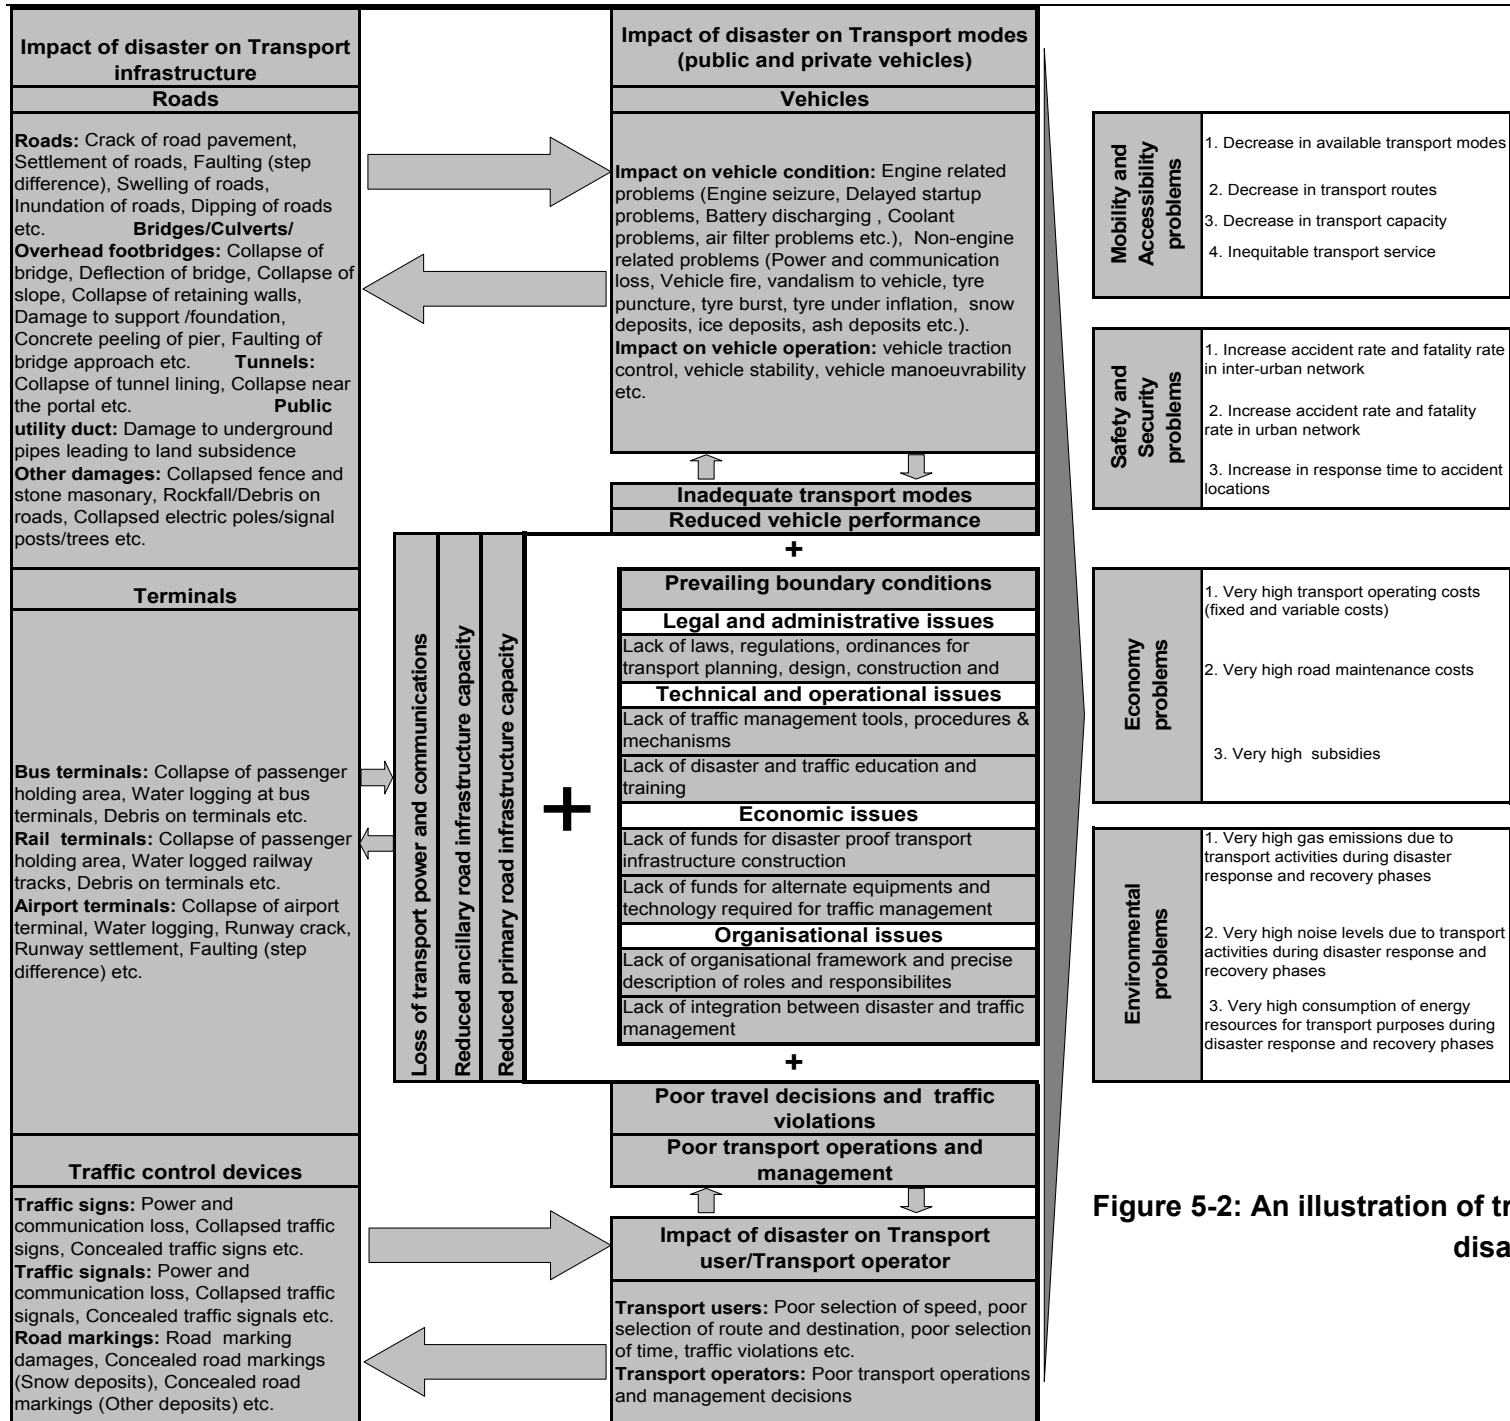 Impact of disaster on Transport
infrastructure
Roads
Roads: Crack of road pavement,
Settlement of roads, Faulting (step
difference), Swelling of roads,
Inundation of roads, Dipping of roads
etc. Bridges/Culverts/
Overhead footbridges: Collapse of
bridge, Deflection of bridge, Collapse of
slope, Collapse of retaining walls,
Damage to support /foundation,
Concrete peeling of pier, Faulting of
bridge approach etc. Tunnels:
Collapse of tunnel lining, Collapse near
the portal etc. Public
utility duct: Damage to underground
pipes leading to land subsidence
Other damages: Collapsed fence and
stone masonary, Rockfall/Debris on
roads, Collapsed electric poles/signal
posts/trees etc.
Terminals
Bus terminals: Collapse of passenger
holding area, Water logging at bus
terminals, Debris on terminals etc.
Rail terminals: Collapse of passenger
holding area, Water logged railway
tracks, Debris on terminals etc.
Airport terminals: Collapse of airport
terminal, Water logging, Runway crack,
Runway settlement, Faulting (step
difference) etc.
Traffic control devices
Traffic signs: Power and
communication loss, Collapsed traffic
signs, Concealed traffic signs etc.
Traffic signals: Power and
communication loss, Collapsed traffic
signals, Concealed traffic signals etc.
Road markings: Road marking
damages, Concealed road markings
(Snow deposits), Concealed road
markings (Other deposits) etc.
Loss of transport power and communications
Reduced ancillary road infrastructure capacity
Reduced primary road infrastructure capacity
+
Impact of disaster on Transport modes
(public and private vehicles)
Vehicles
Impact on vehicle condition: Engine related
problems (Engine seizure, Delayed startup
problems, Battery discharging , Coolant
problems, air filter problems etc.), Non-engine
related problems (Power and communication
loss, Vehicle fire, vandalism to vehicle, tyre
puncture, tyre burst, tyre under inflation, snow
deposits, ice deposits, ash deposits etc.).
Impact on vehicle operation: vehicle traction
control, vehicle stability, vehicle manoeuvrability
etc.
Inadequate transport modes
Reduced vehicle performance
+
Prevailing boundary conditions
Legal and administrative issues
Lack of laws, regulations, ordinances for
transport planning, design, construction and
Technical and operational issues
Lack of traffic management tools, procedures &
mechanisms
Lack of disaster and traffic education and
training
Economic issues
Lack of funds for disaster proof transport
infrastructure construction
Lack of funds for alternate equipments and
technology required for traffic management
Organisational issues
Lack of organisational framework and precise
description of roles and responsibilites
Lack of integration between disaster and traffic
management
+
Poor travel decisions and traffic
violations
Poor transport operations and
management
Impact of disaster on Transport
user/Transport operator
Transport users: Poor selection of speed, poor
selection of route and destination, poor selection
of time, traffic violations etc.
Transport operators: Poor transport operations
and management decisions
Mobility and
Accessibility
problems
1. Decrease in available transport modes
2. Decrease in transport routes
3. Decrease in transport capacity
4. Inequitable transport service
Safety and
Security
problems
1. Increase accident rate and fatality rate
in inter-urban network
2. Increase accident rate and fatality
rate in urban network
3. Increase in response time to accident
locations
Economy
problems
1. Very high transport operating costs
(fixed and variable costs)
2. Very high road maintenance costs
3. Very high subsidies
Environmental
problems
1. Very high gas emissions due to
transport activities during disaster
response and recovery phases
2. Very high noise levels due to transport
activities during disaster response and
recovery phases
3. Very high consumption of energy
resources for transport purposes during
disaster response and recovery phases
Figure 5-2: An illustration of